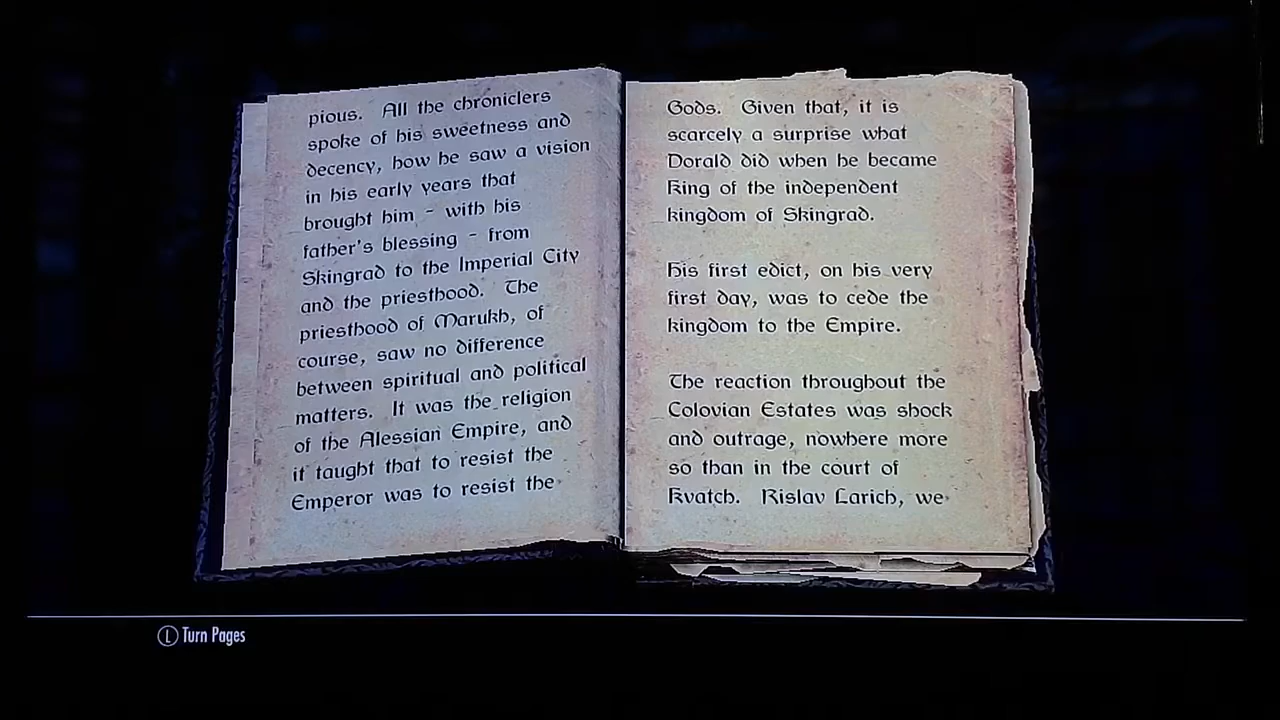 pious. All the chroniclers
spoke of his sweetness and
decency, how he saw a vision
in his early years that
brought him - with his
father's blessing - from
Skingrad to the Imperial City
and the priesthood. The
priesthood of Marukh, of
course, saw no difference
between spiritual and political
matters. It was the religion
of the Alessian Empire, and
it taught that to resist the
Emperor was to resist the
Gods. Given that, it is
scarcely a surprise what
Dorald did when he became
King of the independent
kingdom of Skingrad.
His first edict, on his very
first day, was to cede the
kingdom to the Empire.
The reaction throughout the
Colovian Estates was shock
and outrage, nowhere more
so than in the court of
Kvatch. Rislav Larich, we
L Turn Pages